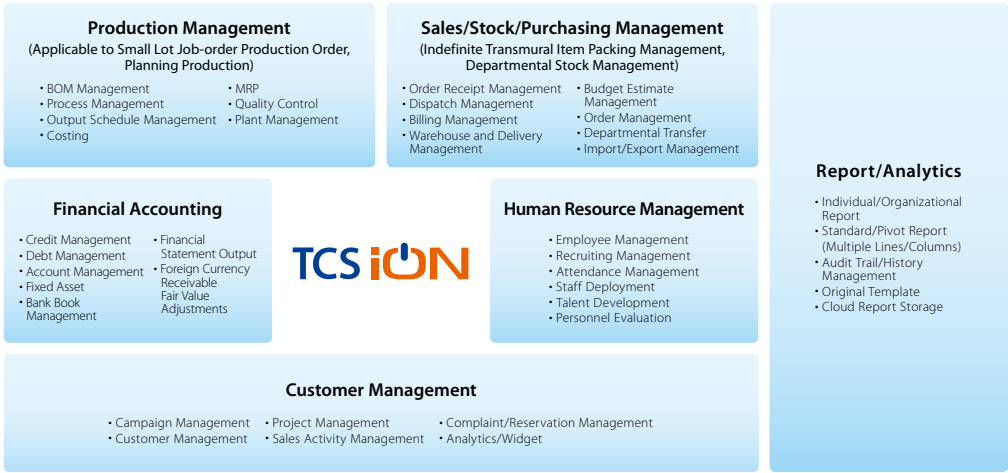 Production Management
(Applicable to Small Lot Job-order Production Order,
Planning Production)
• BOM Management
• Process Management
• Output Schedule Management
• Costing
• MRP
• Quality Control
• Plant Management
Sales/Stock/Purchasing Management
(Indefinite Transmural Item Packing Management,
Departmental Stock Management)
• Order Receipt Management
• Dispatch Management
• Billing Management
• Warehouse and Delivery
Management
• Budget Estimate
Management
• Order Management
• Departmental Transfer
• Import/Export Management
Financial Accounting
• Credit Management
• Debt Management
• Account Management
• Fixed Asset
• Bank Book
Management
• Financial
Statement Output
• Foreign Currency
Receivable
Fair Value
Adjustments
TCS iON
Human Resource Management
• Employee Management
• Recruiting Management
• Attendance Management
• Staff Deployment
• Talent Development
• Personnel Evaluation
Customer Management
• Campaign Management
• Customer Management
• Project Management
• Sales Activity Management
• Complaint/Reservation Management
• Analytics/Widget
Report/Analytics
• Individual/Organizational
Report
• Standard/Pivot Report
(Multiple Lines/Columns)
• Audit Trail/History
Management
• Original Template
• Cloud Report Storage